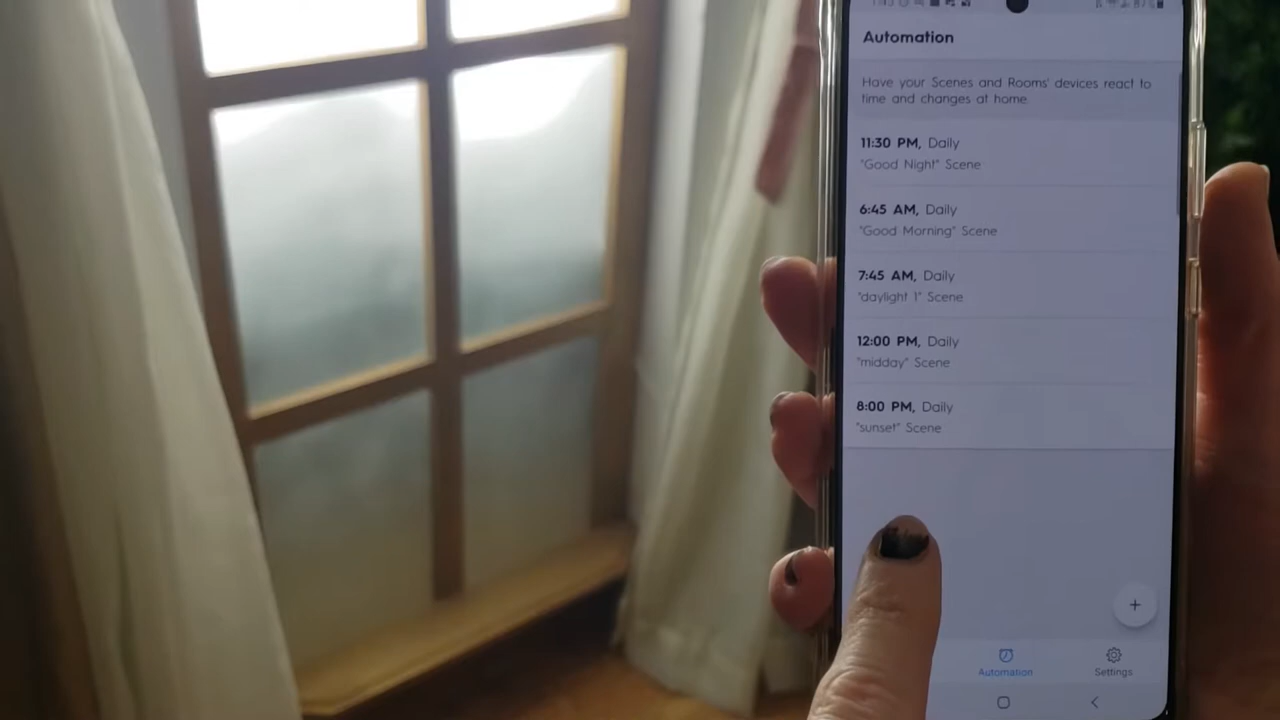 Automation
Have your Scenes and Rooms' devices react to
time and changes at home.
11:30 PM, Daily
"Good Night" Scene
6:45 AM, Daily
"Good Morning" Scene
7:45 AM, Daily
"daylight 1" Scene
12:00 PM, Daily
"midday" Scene
8:00 PM, Daily
"sunset" Scene
+
Automation
Settings